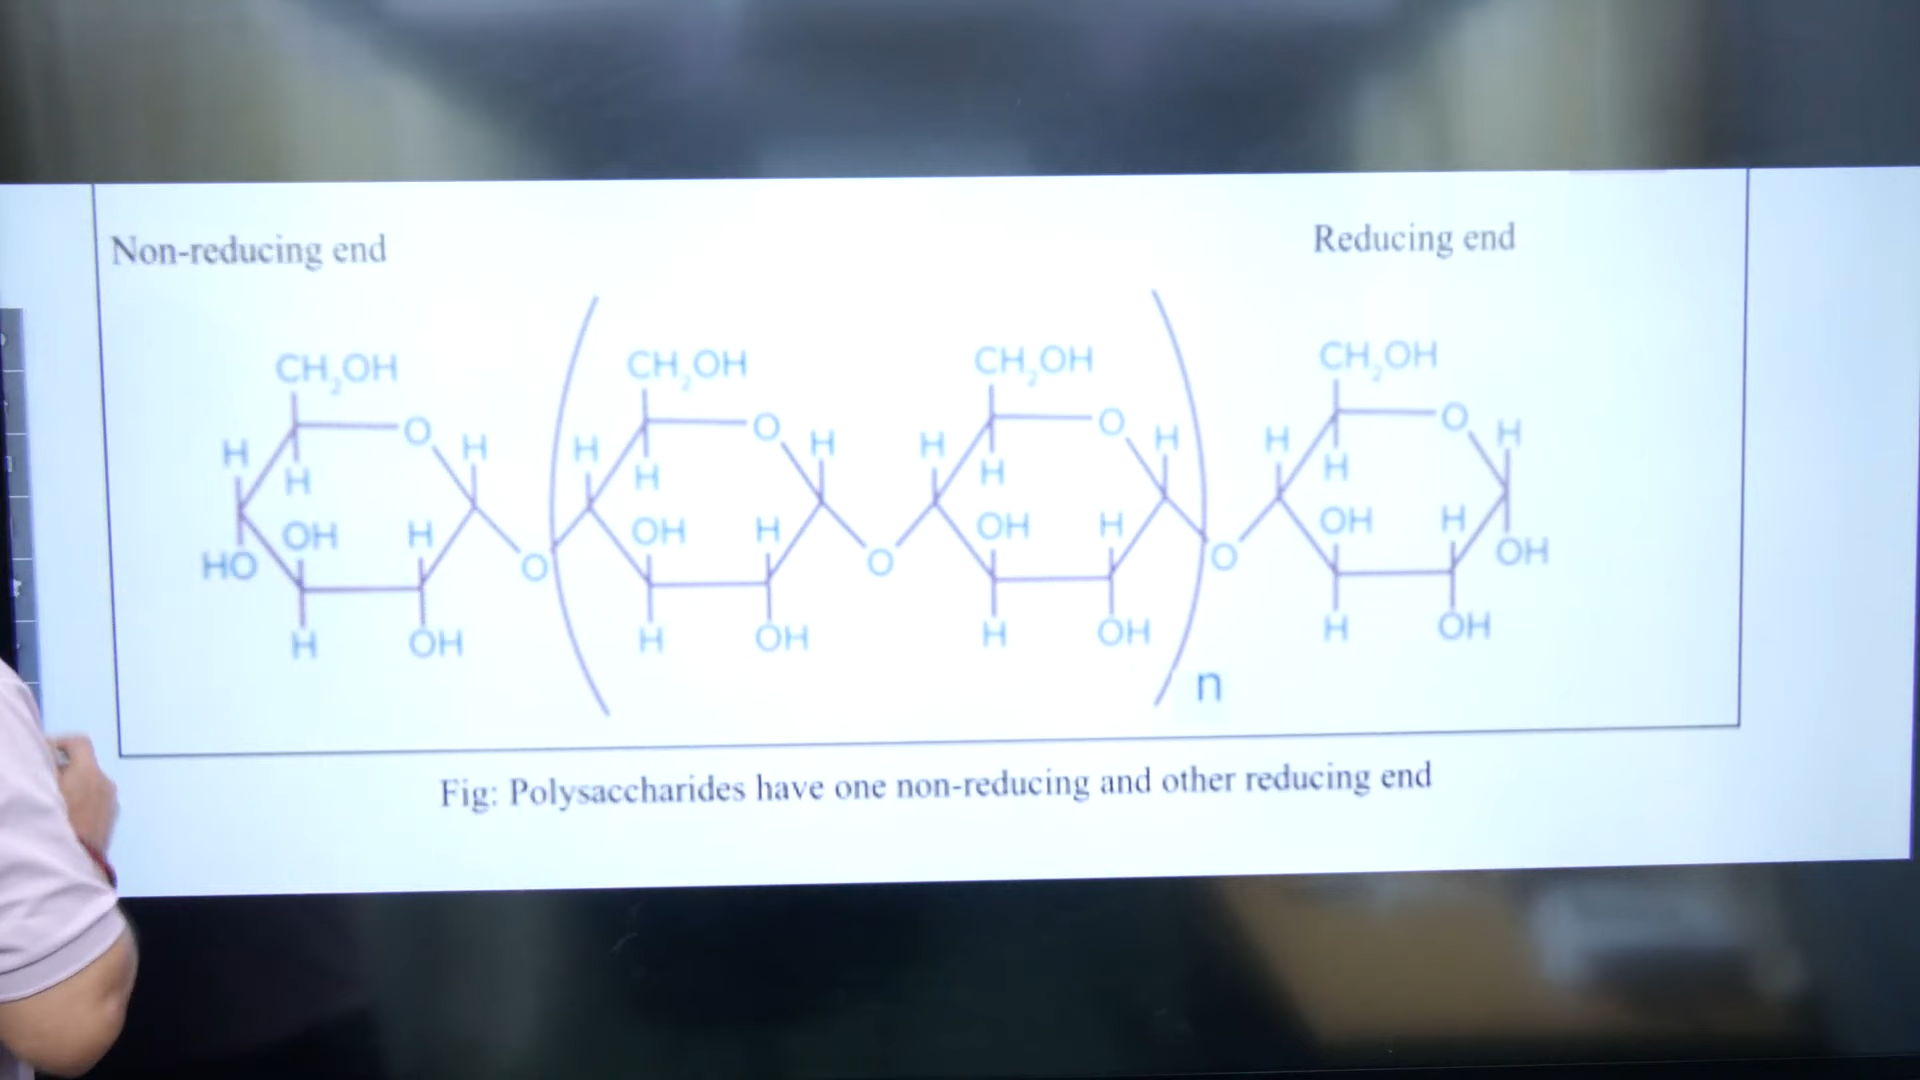 Non-reducing end
Reducing end
CH₂OH CH₂OH CH₂OH CH₂OH
O O O O
H H H H H H H H
H H H H
OH H OH H OH H OH H
HO O O O OH
H OH H OH H OH H OH
n
Fig: Polysaccharides have one non-reducing and other reducing end